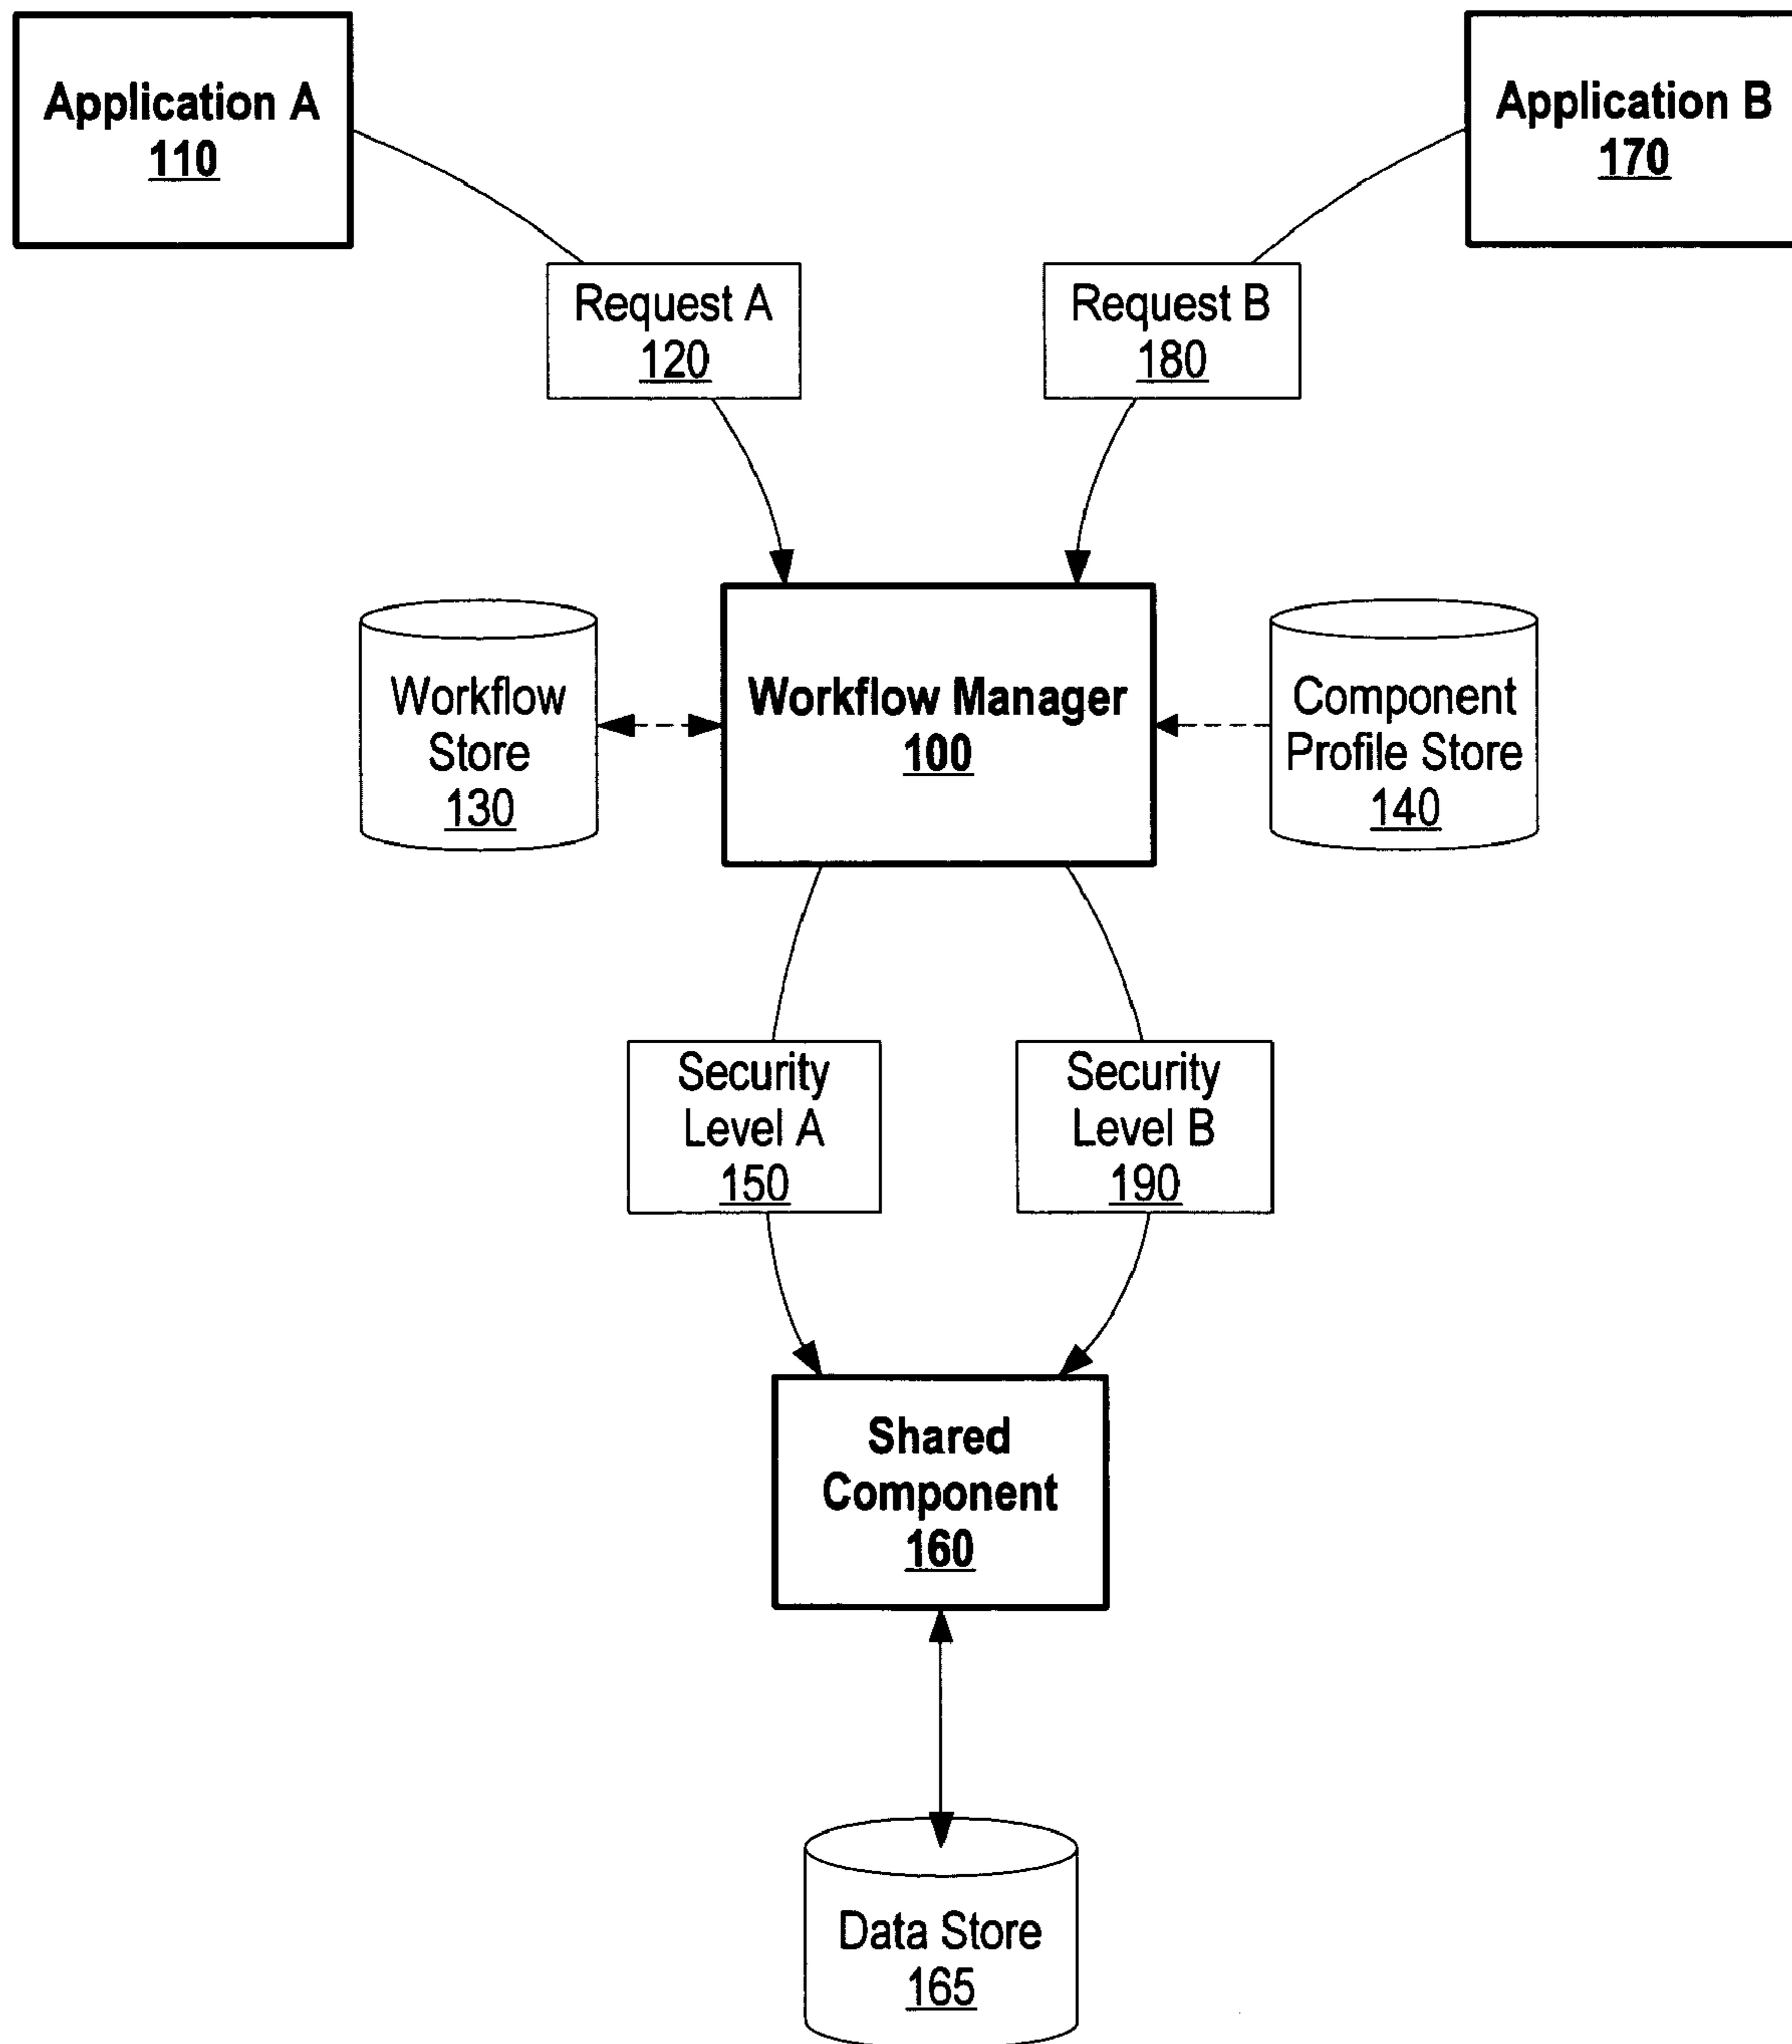 Application A
110
Application B
170
Request A
120
Request B
180
Workflow
Store
130
Workflow Manager
100
Component
Profile Store
140
Security
Level A
150
Security
Level B
190
Shared
Component
160
Data Store
165